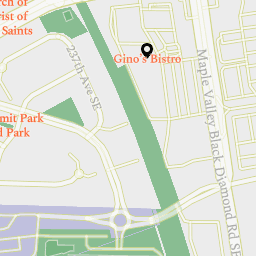 rch of
rist of
Saints
Gino's Bistro
237th Ave SE
Maple Valley Black Diamond Rd SE
mit Park
d Park